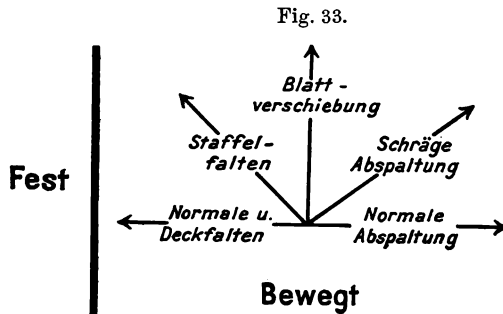 Fig. 33.
Blatt-
verschiebung
Staffel-
falten
Schräge
Abspaltung
Fest
Normale u.
Deckfalten
Normale
Abspaltung
Bewegt